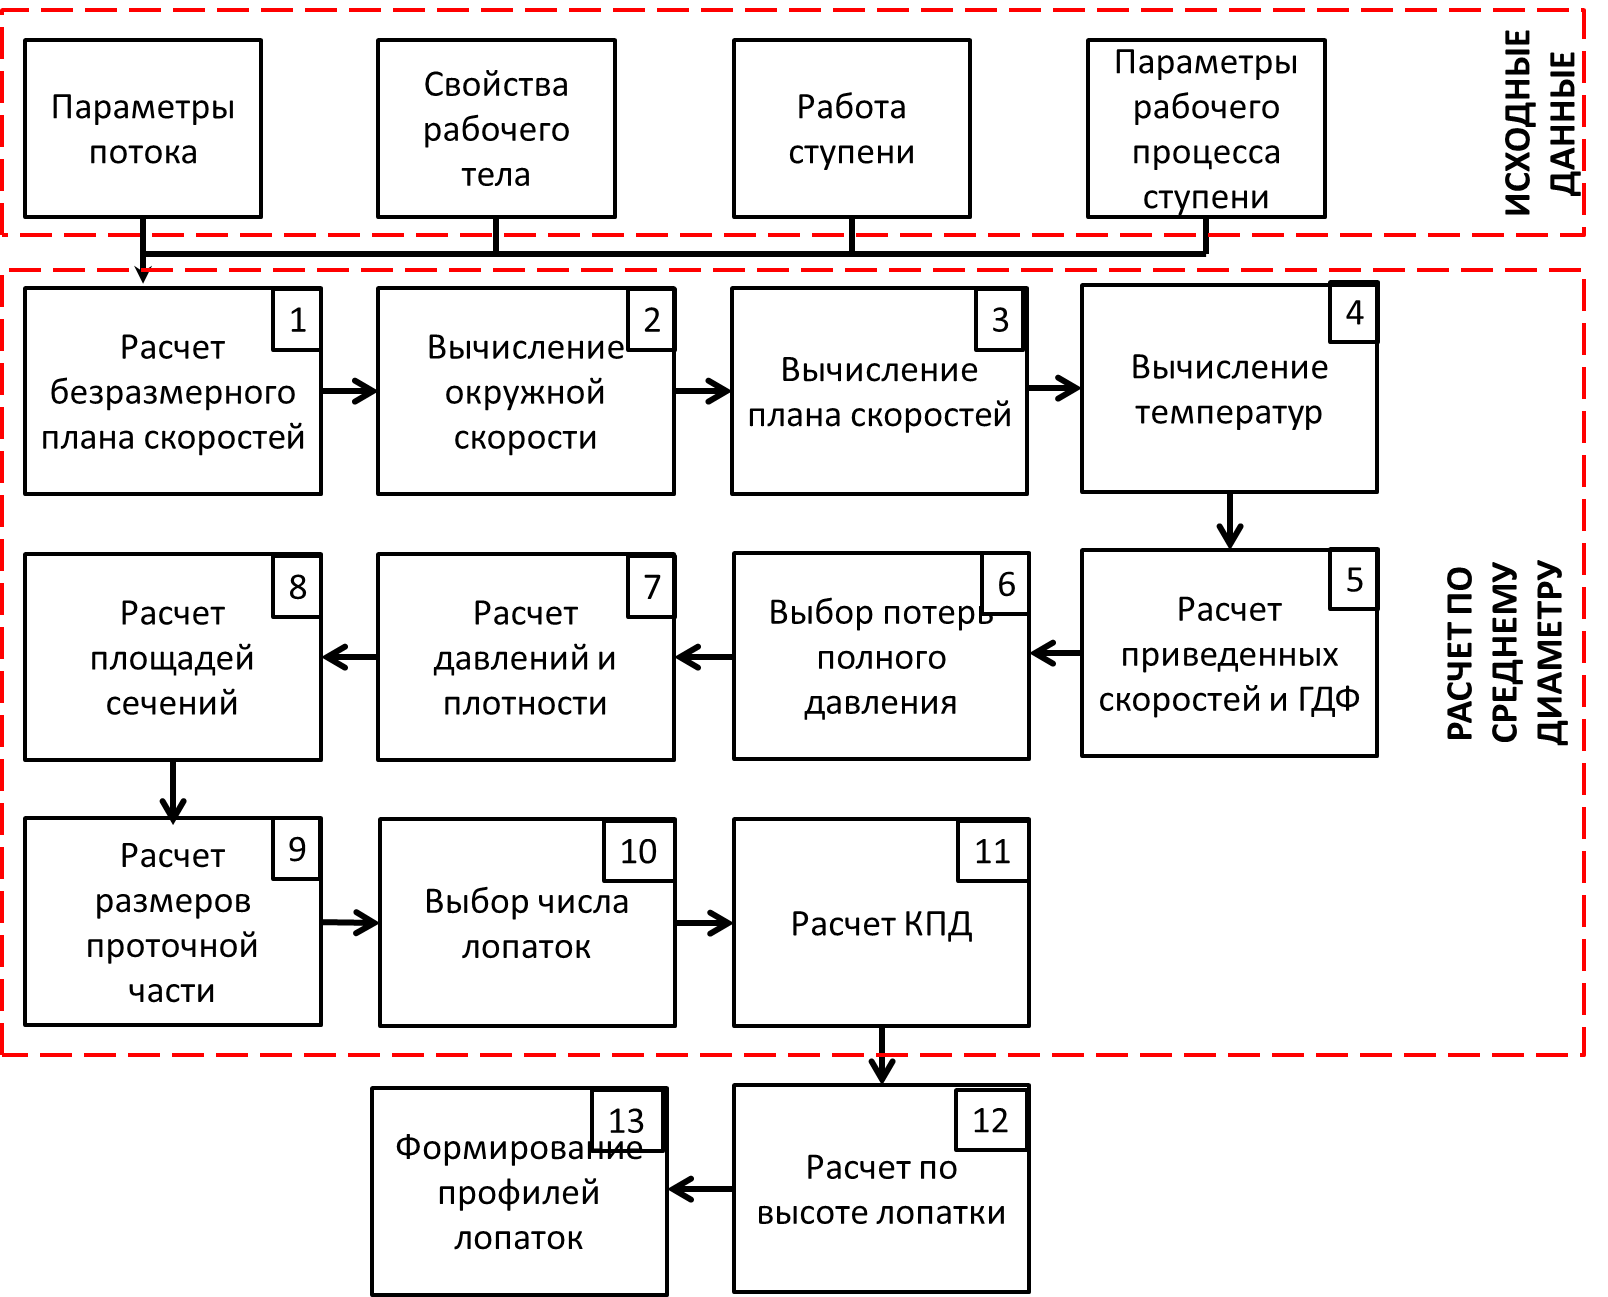 Параметры
потока
Свойства
рабочего
тела
Работа
ступени
Параметры
рабочего
процесса
ступени
ИСХОДНЫЕ
ДАННЫЕ
1
Расчет
безразмерного
плана скоростей
2
Вычисление
окружной
скорости
3
Вычисление
плана скоростей
4
Вычисление
температур
5
Расчет
приведенных
скоростей и ГДФ
6
Выбор потерь
полного
давления
7
Расчет
давлений и
плотности
8
Расчет
площадей
сечений
РАСЧЕТ ПО
СРЕДНЕМУ
ДИАМЕТРУ
9
Расчет
размеров
проточной
части
10
Выбор числа
лопаток
11
Расчет КПД
12
Расчет по
высоте лопатки
13
Формирование
профилей
лопаток